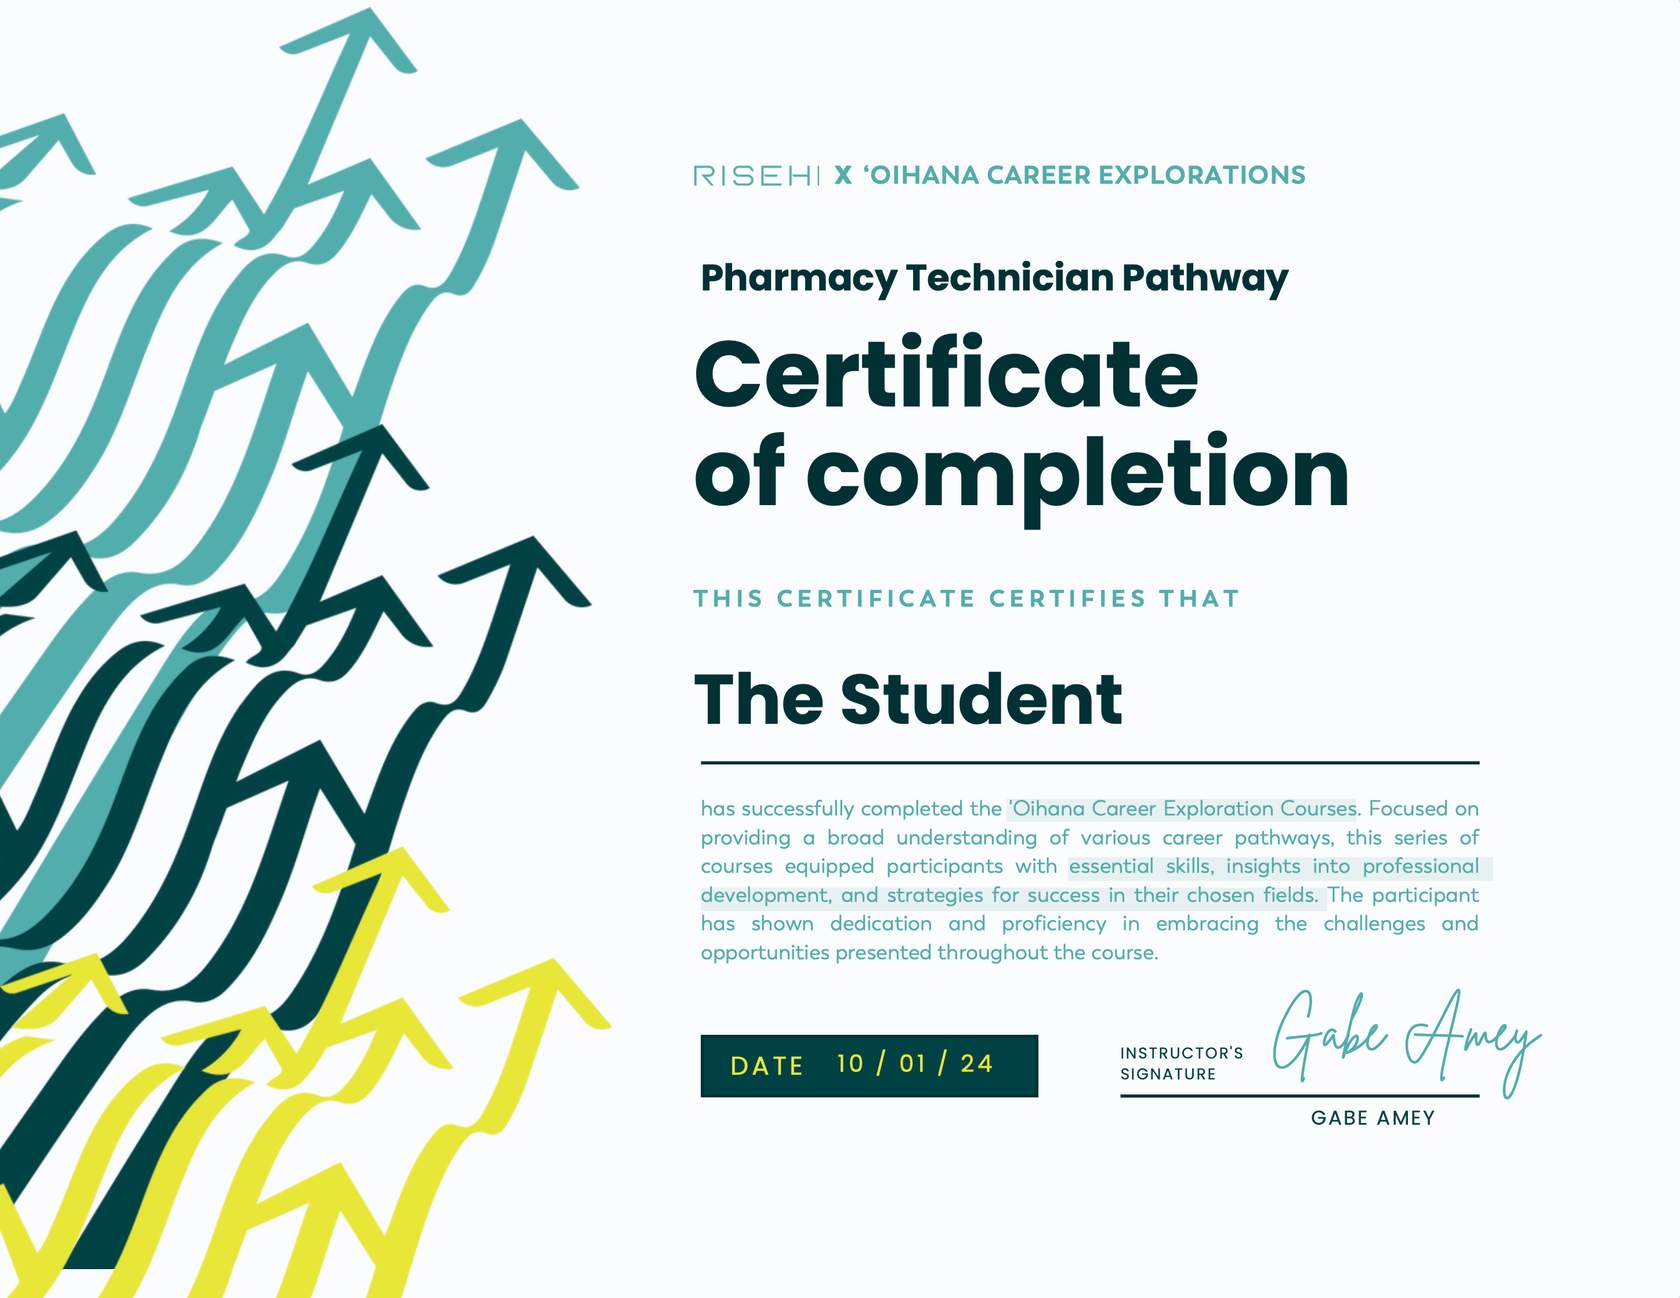 RISEHI X ‘OIHANA CAREER EXPLORATIONS
Pharmacy Technician Pathway
Certificate
of completion
THIS CERTIFICATE CERTIFIES THAT
The Student
has successfully completed the 'Oihana Career Exploration Courses. Focused on
providing a broad understanding of various career pathways, this series of
courses equipped participants with essential skills, insights into professional
development, and strategies for success in their chosen fields. The participant
has shown dedication and proficiency in embracing the challenges and
opportunities presented throughout the course.
DATE 10 / 01 / 24
INSTRUCTOR'S
SIGNATURE
Gabe Amey
GABE AMEY